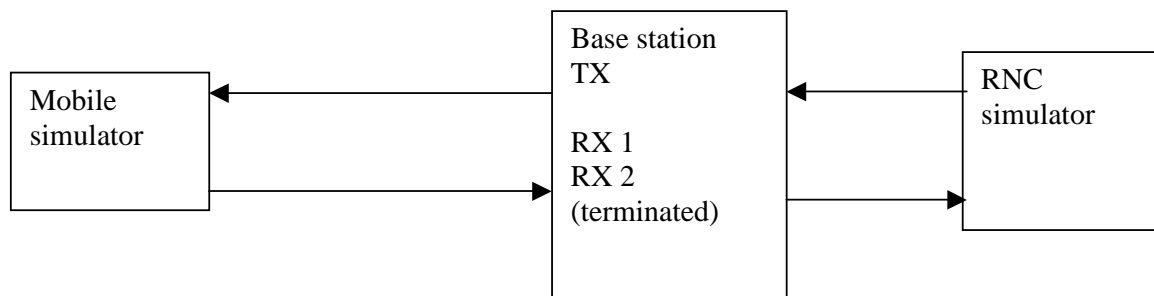 Mobile
simulator
Base station
TX
RX 1
RX 2
(terminated)
RNC
simulator